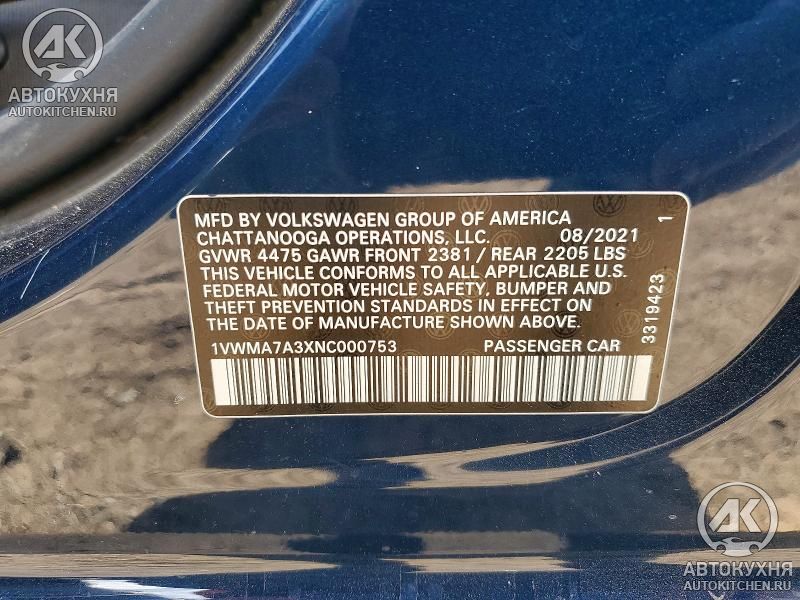 AK
АВТОКУХНЯ
AUTOKITCHEN.RU
MFD BY VOLKSWAGEN GROUP OF AMERICA
CHATTANOOGA OPERATIONS, LLC. 08/2021
GVWR 4475 GAWR FRONT 2381 / REAR 2205 LBS
THIS VEHICLE CONFORMS TO ALL APPLICABLE U.S.
FEDERAL MOTOR VEHICLE SAFETY, BUMPER AND
THEFT PREVENTION STANDARDS IN EFFECT ON
THE DATE OF MANUFACTURE SHOWN ABOVE.
1VWMA7A3XNC000753 PASSENGER CAR
3319423 1
AK
АВТОКУХНЯ
AUTOKITCHEN.RU